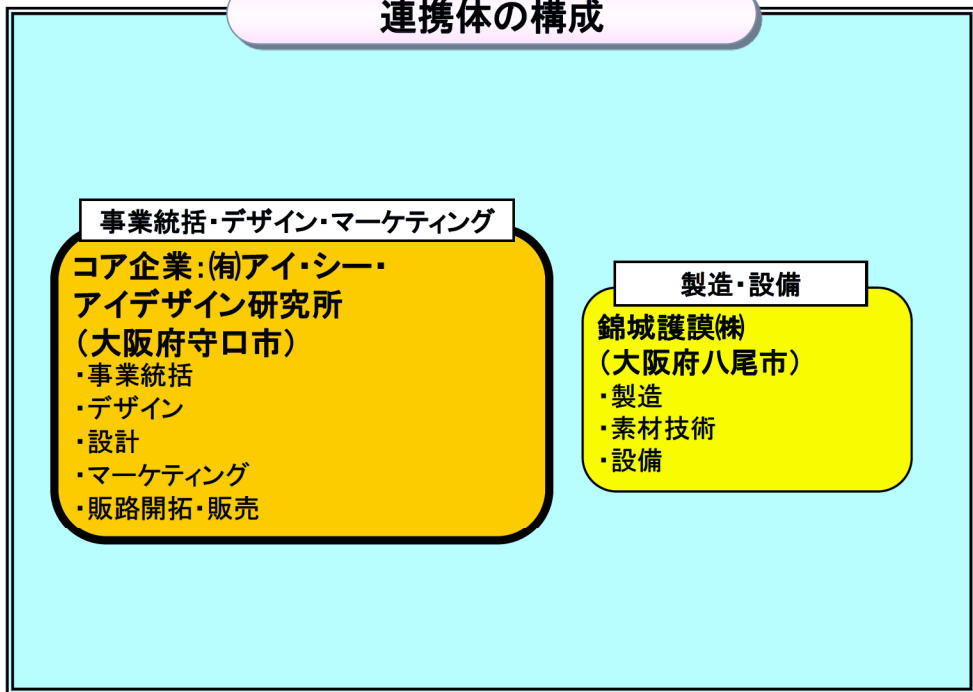 連携体の構成
事業統括・デザイン・マーケティング
コア企業：㈲アイ・シー・
アイデザイン研究所
（大阪府守口市）
・事業統括
・デザイン
・設計
・マーケティング
・販路開拓・販売
製造・設備
錦城護謨㈱
（大阪府八尾市）
・製造
・素材技術
・設備